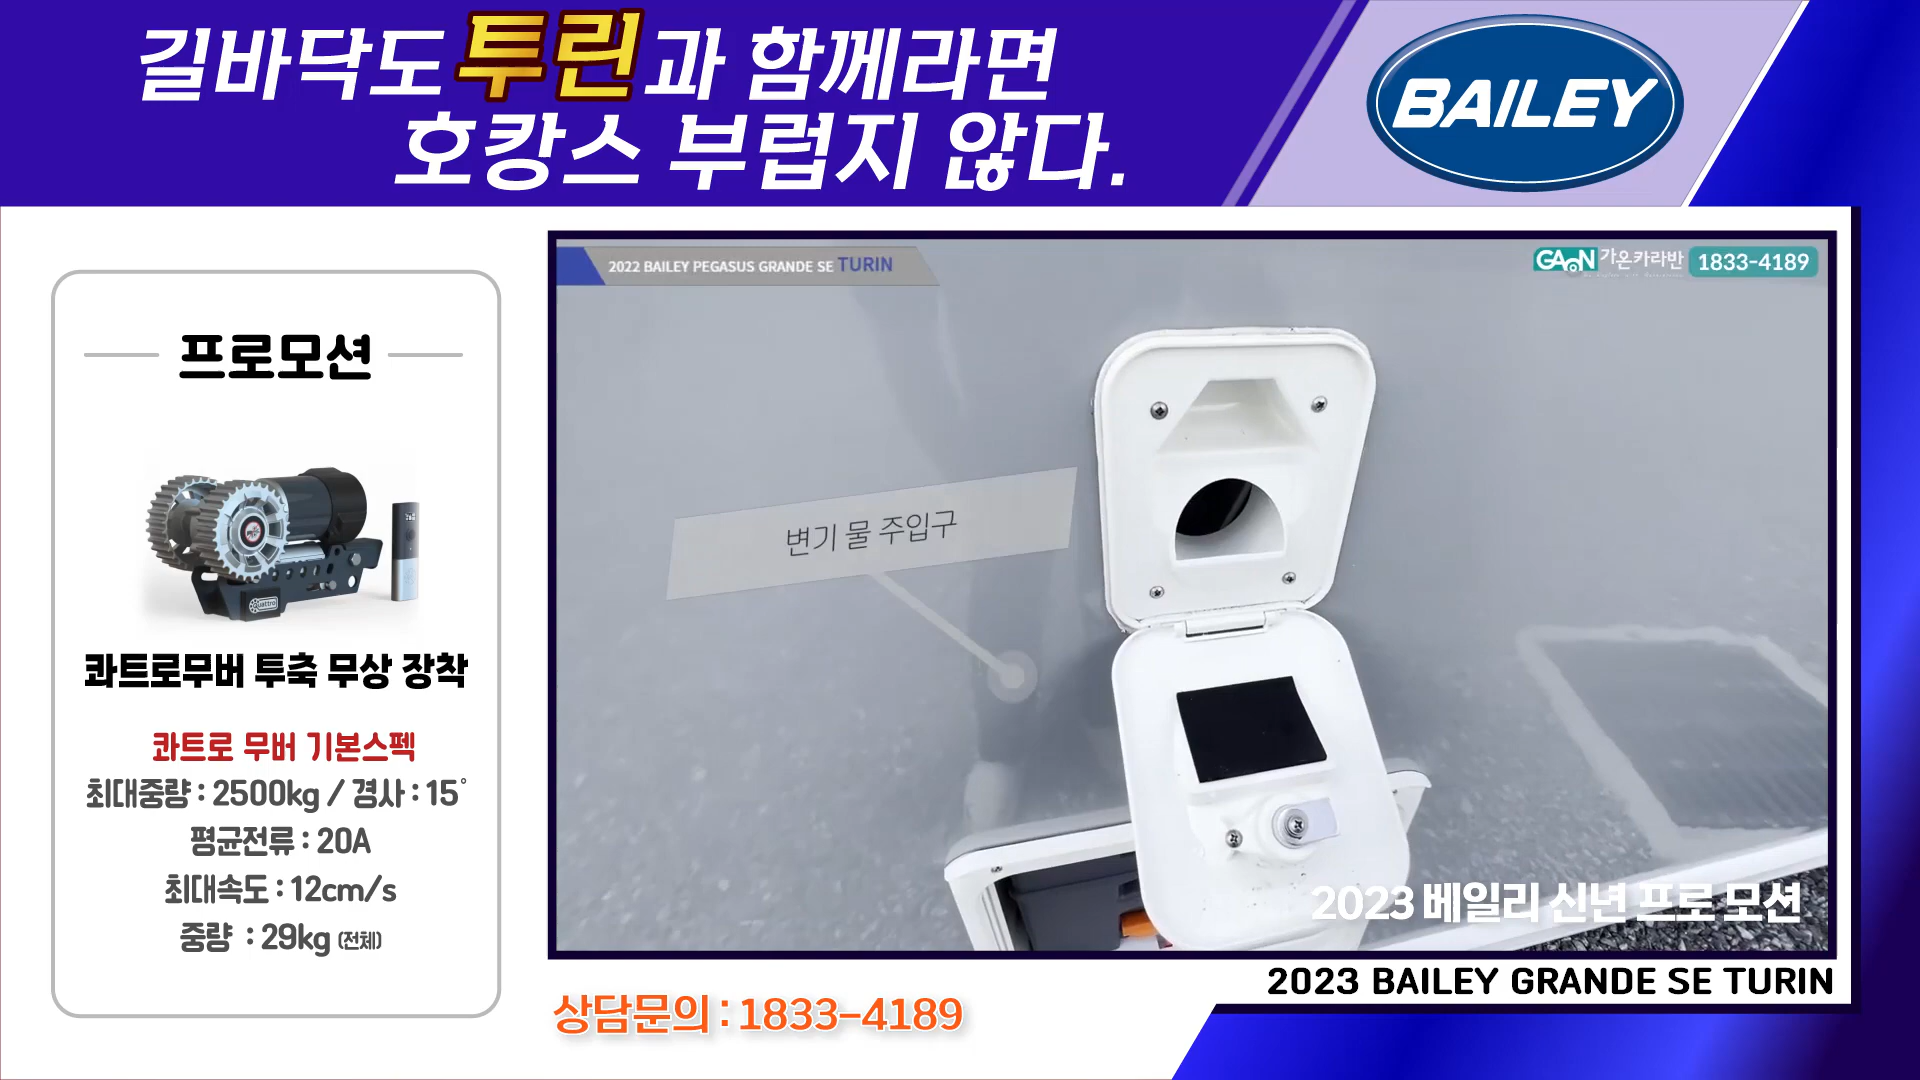 길바닥도 투린과 함께라면
호캉스 부럽지 않다.
BAILEY
프로모션
Quattro
콰트로무버 투축 무상 장착
콰트로 무버 기본스펙
최대중량 : 2500kg / 경사 : 15°
평균전류 : 20A
최대속도 : 12cm/s
중량 : 29kg (전체)
2022 BAILEY PEGASUS GRANDE SE TURIN
GAON 가온카라반 1833-4189
변기 물 주입구
2023 베일리 신년 프로 모션
2023 BAILEY GRANDE SE TURIN
상담문의 : 1833-4189